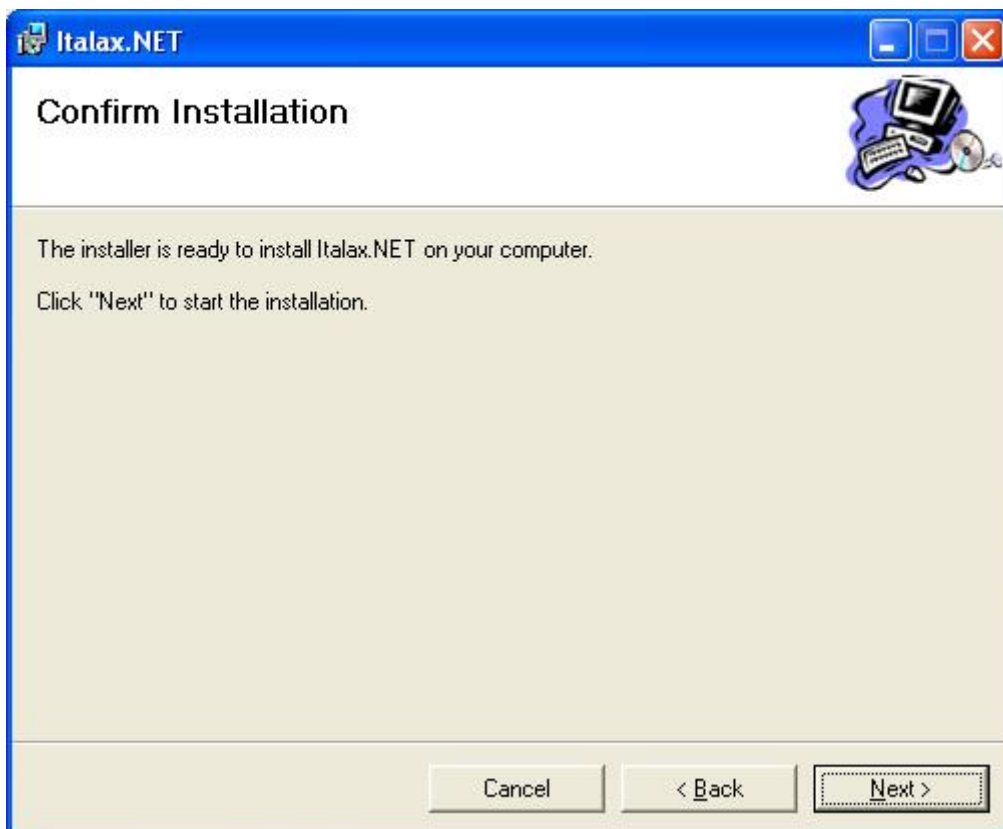 Italax.NET
Confirm Installation
The installer is ready to install Italax.NET on your computer.
Click "Next" to start the installation.
Cancel
< Back
Next >